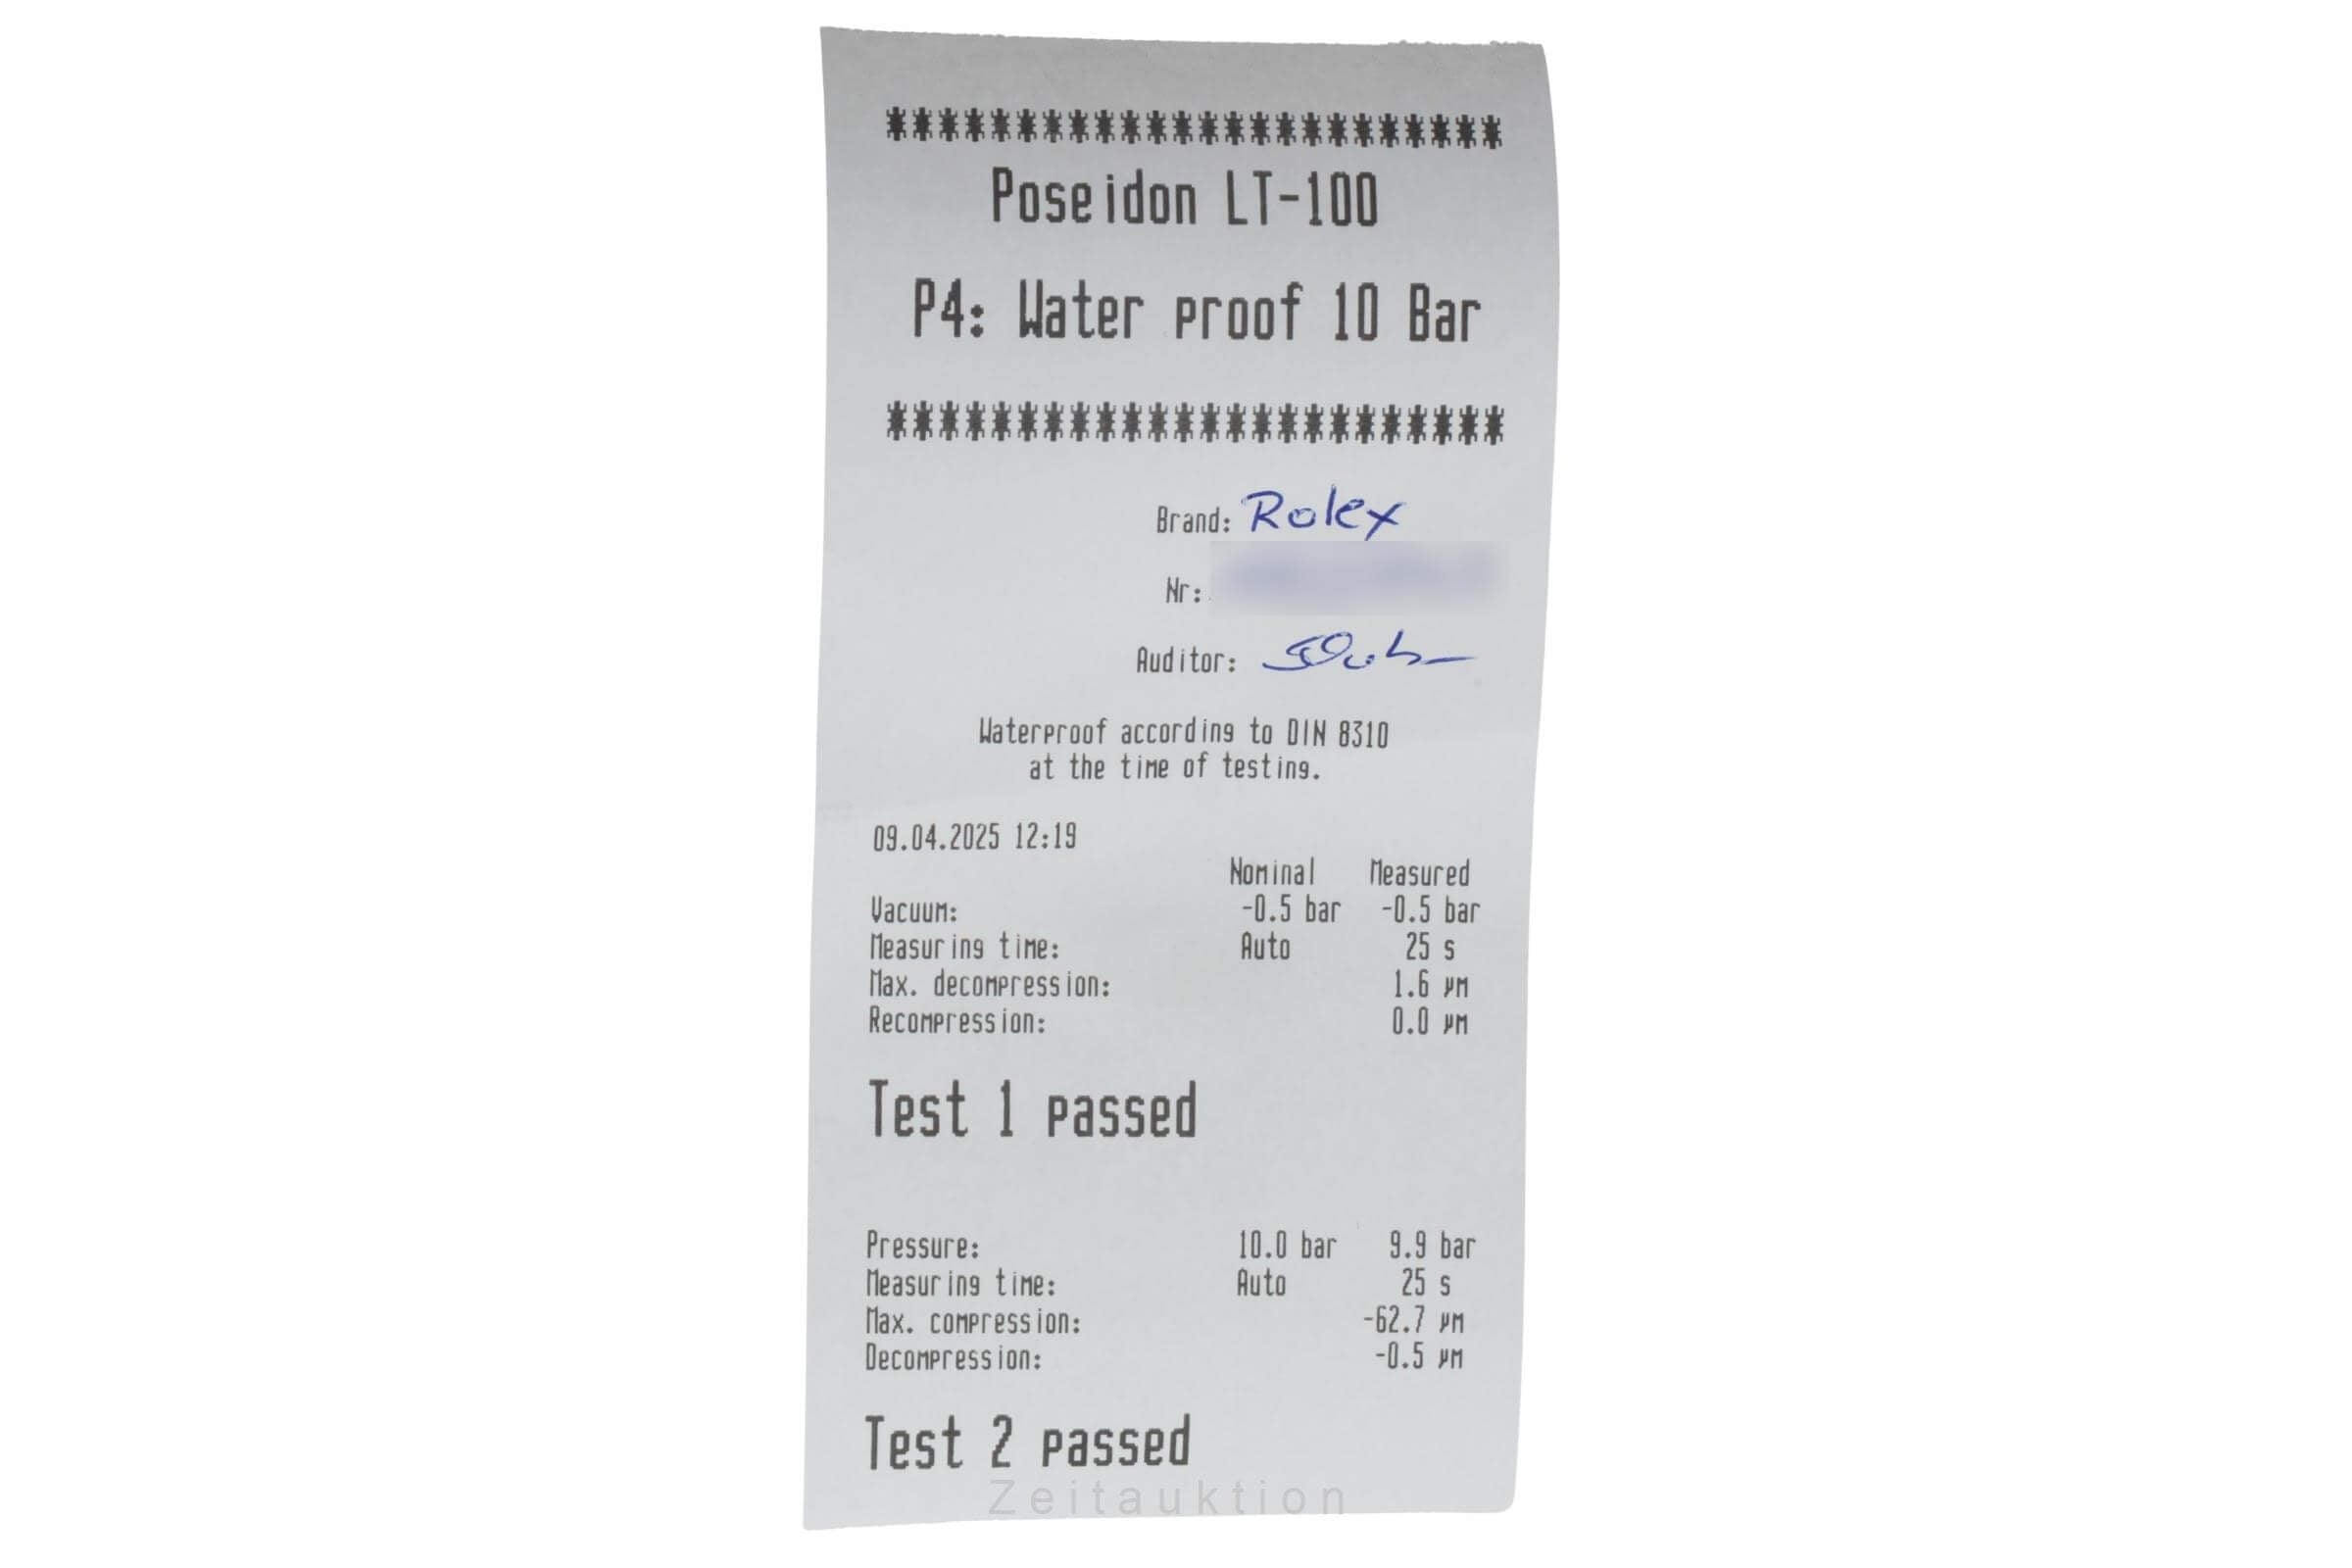 ************************
Poseidon LT-100
P4: Water proof 10 Bar
************************
Brand: Rolex
Nr:
Auditor:
Waterproof according to DIN 8310
at the time of testing.
09.04.2025 12:19
Nominal Measured
Vacuum: -0.5 bar -0.5 bar
Measuring time: Auto 25 s
Max. decompression: 1.6 µm
Recompression: 0.0 µm
Test 1 passed
Pressure: 10.0 bar 9.9 bar
Measuring time: Auto 25 s
Max. compression: -62.7 µm
Decompression: -0.5 µm
Test 2 passed
Zeitauktion